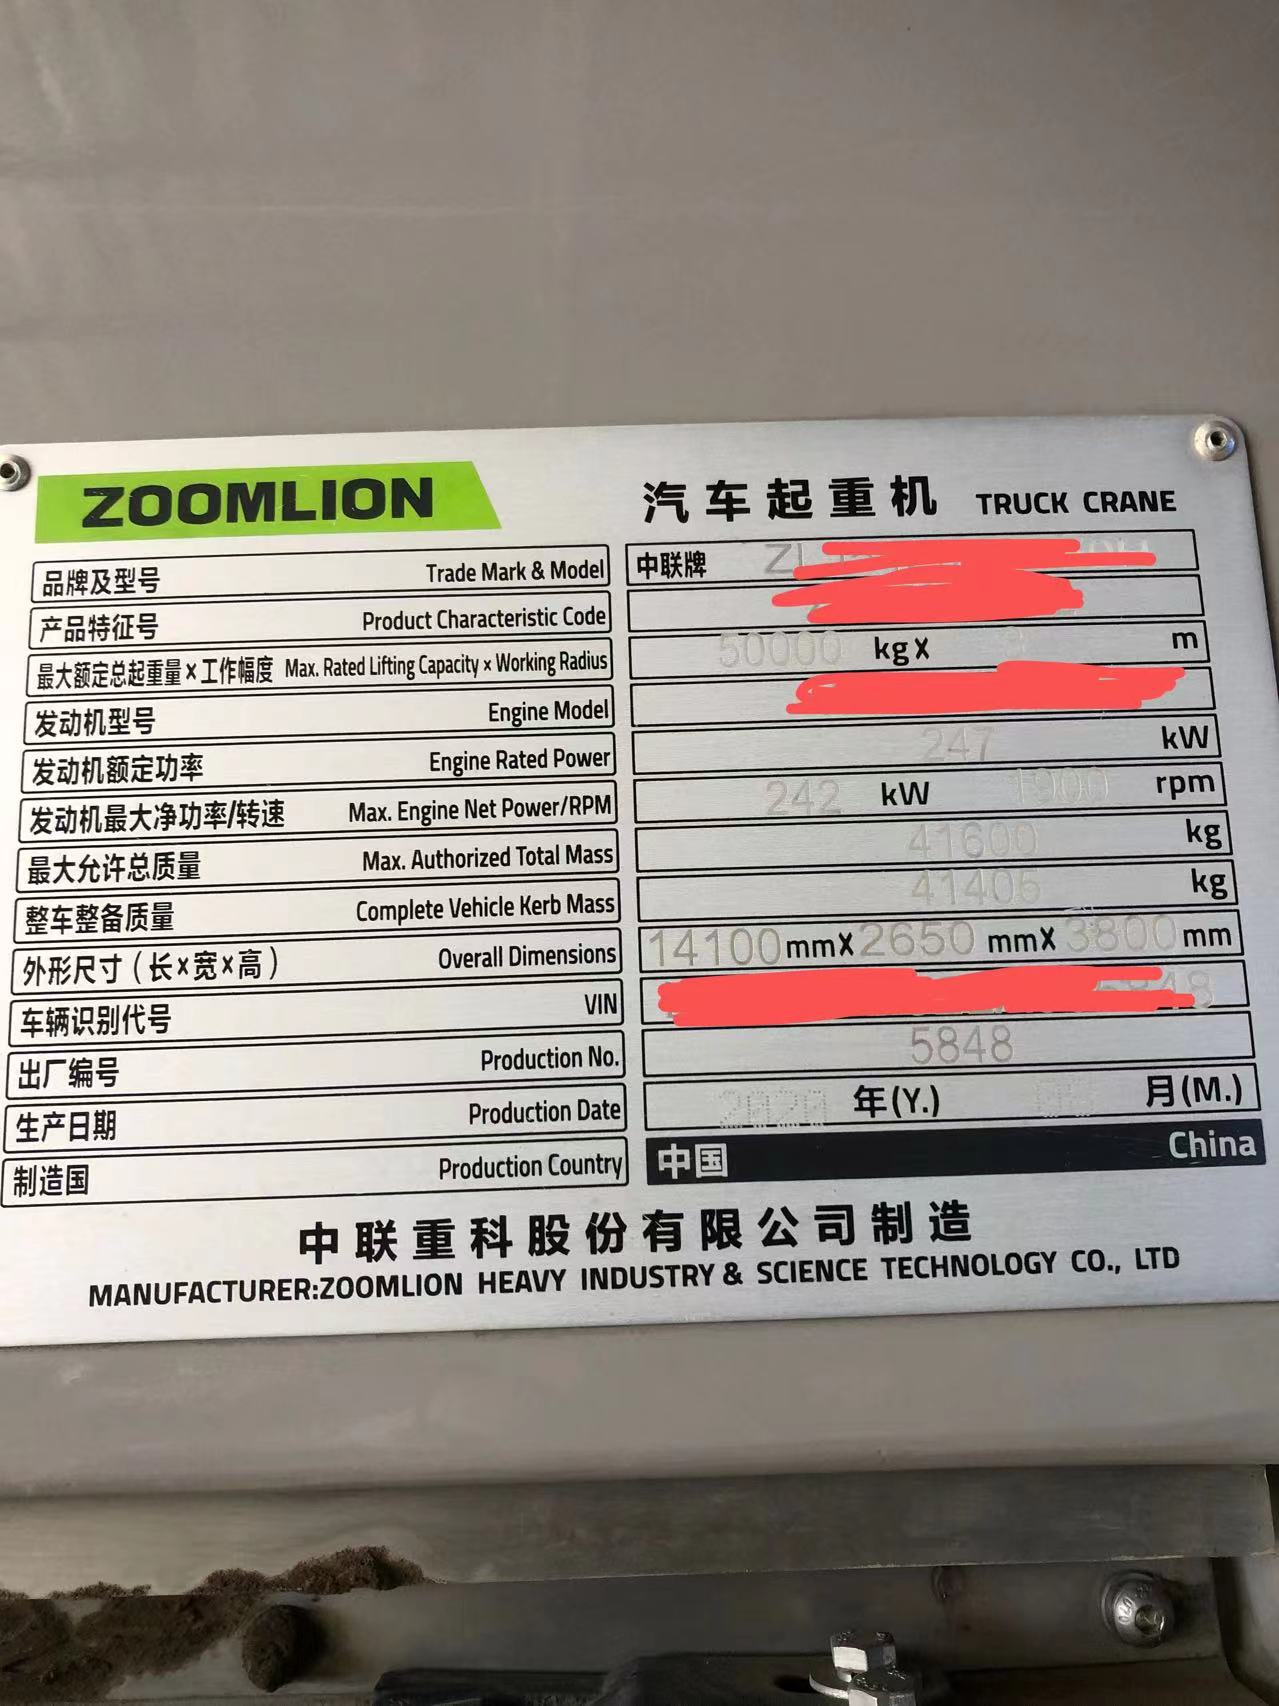 ZOOMLION
汽车起重机 TRUCK CRANE
品牌及型号 Trade Mark & Model 中联牌
产品特征号 Product Characteristic Code
最大额定总起重量×工作幅度 Max. Rated Lifting Capacity × Working Radius 50000 kg× m
发动机型号 Engine Model
发动机额定功率 Engine Rated Power 247 kW
发动机最大净功率/转速 Max. Engine Net Power/RPM 242 kW 1900 rpm
最大允许总质量 Max. Authorized Total Mass 41600 kg
整车整备质量 Complete Vehicle Kerb Mass 41405 kg
外形尺寸(长×宽×高) Overall Dimensions 14100mm×2650 mm×3800mm
车辆识别代号 VIN
出厂编号 Production No. 5848
生产日期 Production Date 2020 年(Y.) 月(M.)
制造国 Production Country 中国 China
中联重科股份有限公司制造
MANUFACTURER:ZOOMLION HEAVY INDUSTRY & SCIENCE TECHNOLOGY CO., LTD